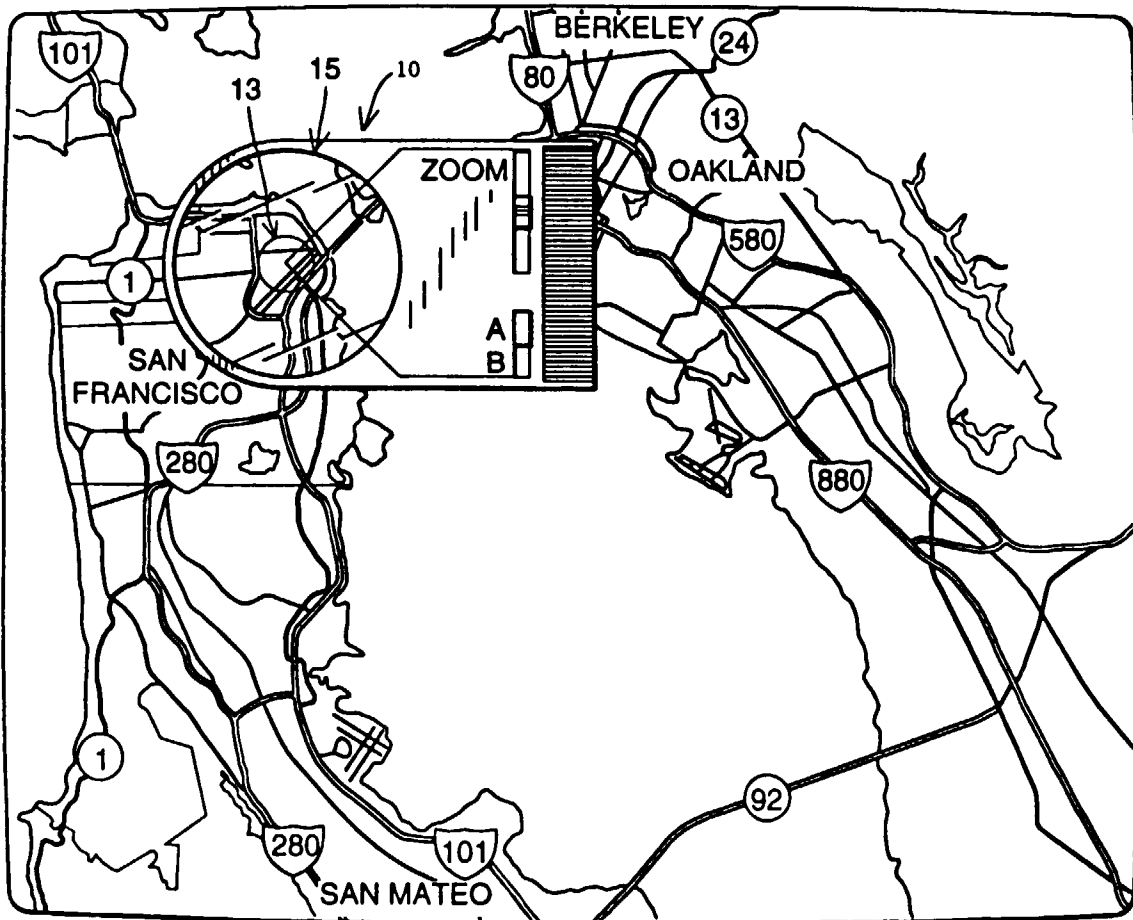 BERKELEY
24
101
15
10
80
13
13
ZOOM
OAKLAND
580
1
A
SAN
B
FRANCISCO
280
880
1
92
280
101
SAN MATEO